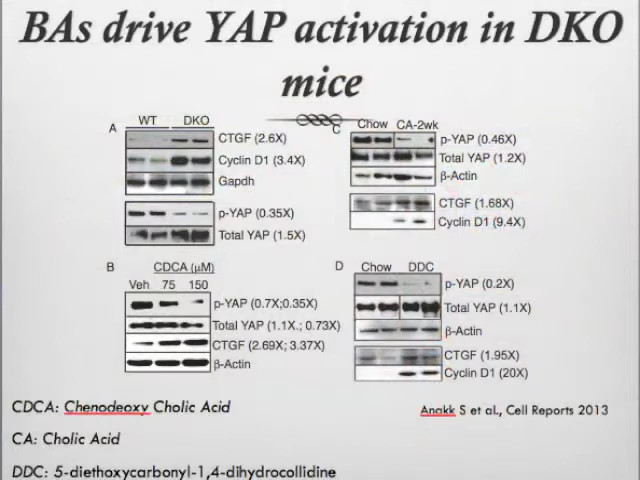 BAs drive YAP activation in DKO
mice
A
WT DKO
CTGF (2.6X)
Cyclin D1 (3.4X)
Gapdh
p-YAP (0.35X)
Total YAP (1.5X)
C
Chow CA-2wk
p-YAP (0.46X)
Total YAP (1.2X)
β-Actin
CTGF (1.68X)
Cyclin D1 (9.4X)
B
CDCA (μM)
Veh 75 150
p-YAP (0.7X;0.35X)
Total YAP (1.1X.; 0.73X)
CTGF (2.69X; 3.37X)
β-Actin
D
Chow DDC
p-YAP (0.2X)
Total YAP (1.1X)
β-Actin
CTGF (1.95X)
Cyclin D1 (20X)
CDCA: Chenodeoxy Cholic Acid
Anakk S et al., Cell Reports 2013
CA: Cholic Acid
DDC: 5-diethoxycarbonyl-1,4-dihydrocollidine